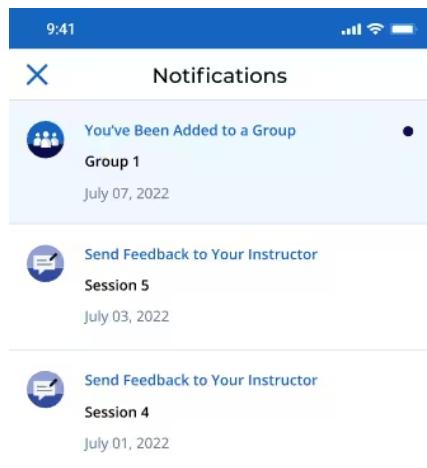 9:41
Notifications
You've Been Added to a Group
Group 1
July 07, 2022
Send Feedback to Your Instructor
Session 5
July 03, 2022
Send Feedback to Your Instructor
Session 4
July 01, 2022